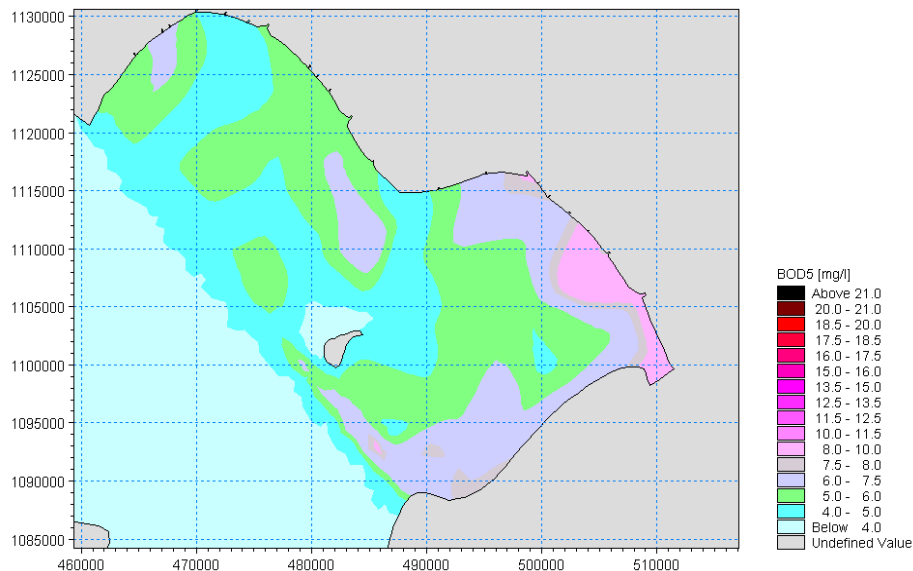 1130000
1125000
1120000
1115000
1110000
1105000
1100000
1095000
1090000
1085000
460000 470000 480000 490000 500000 510000
BOD5 [mg/l]
Above 21.0
20.0 - 21.0
18.5 - 20.0
17.5 - 18.5
16.0 - 17.5
15.0 - 16.0
13.5 - 15.0
12.5 - 13.5
11.5 - 12.5
10.0 - 11.5
8.0 - 10.0
7.5 - 8.0
6.0 - 7.5
5.0 - 6.0
4.0 - 5.0
Below 4.0
Undefined Value